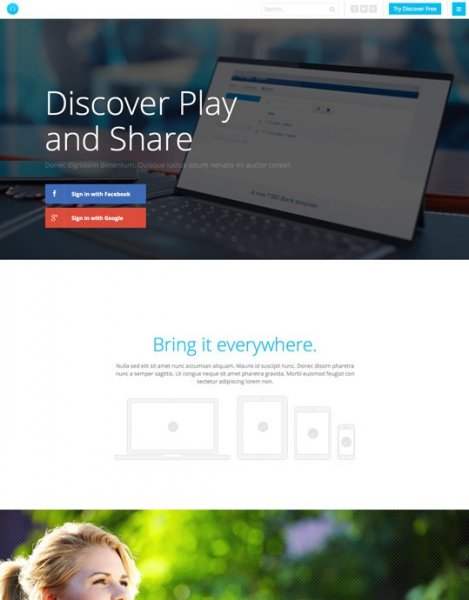 Search...
Try Discover Free
Discover Play
and Share
Donec dignissim dimentum. Quisque luctus ipsum neriatis mi auctor corper.
f Sign in with Facebook
g+ Sign in with Google
A new T3B3 Blank template
Bring it everywhere.
Nulla sed elit sit amet nunc accumsan aliquam. Mauris id suscipit nunc. Donec dissim pharetra
nunc a semper sagittis. Ut congue neque sit amet pharetra gravida. Morbi euismod feugiat con
sectetur adipiscing lorem non.